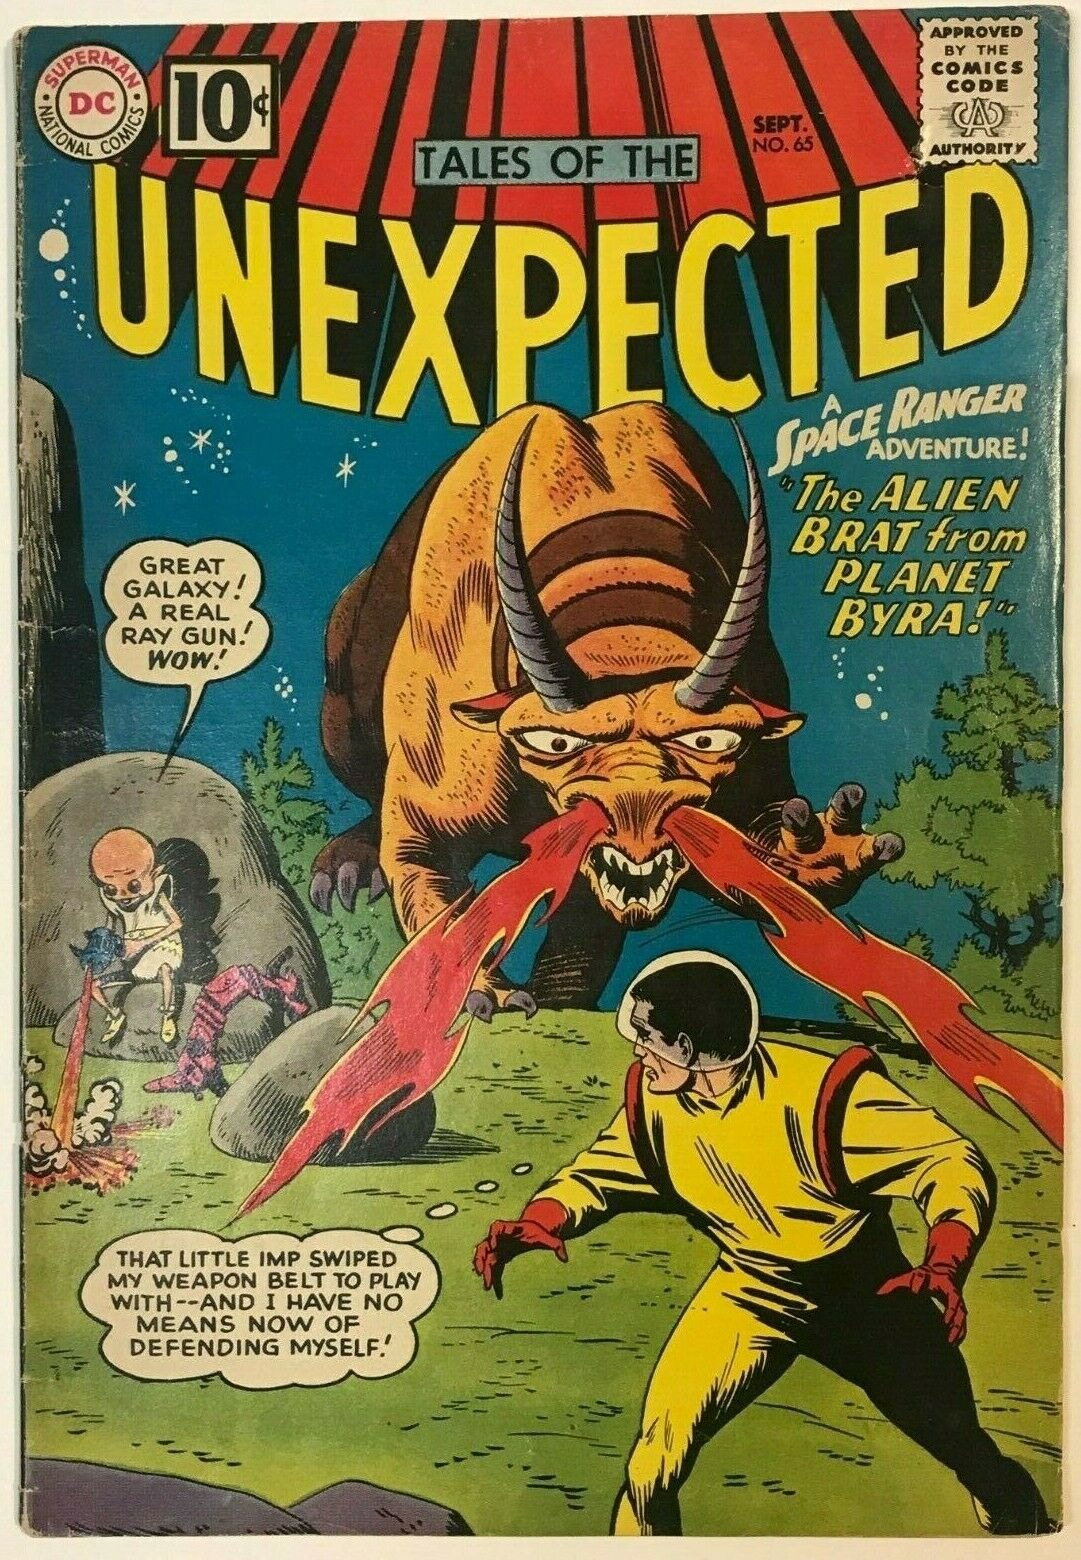 SUPERMAN
DC
NATIONAL COMICS
10¢
APPROVED
BY THE
COMICS
CODE
CA
AUTHORITY
SEPT.
NO. 65
TALES OF THE
UNEXPECTED
A
SPACE RANGER
ADVENTURE!
"The ALIEN
BRAT from
PLANET
BYRA!"
GREAT
GALAXY!
A REAL
RAY GUN!
WOW!
THAT LITTLE IMP SWIPED
MY WEAPON BELT TO PLAY
WITH--AND I HAVE NO
MEANS NOW OF
DEFENDING MYSELF!